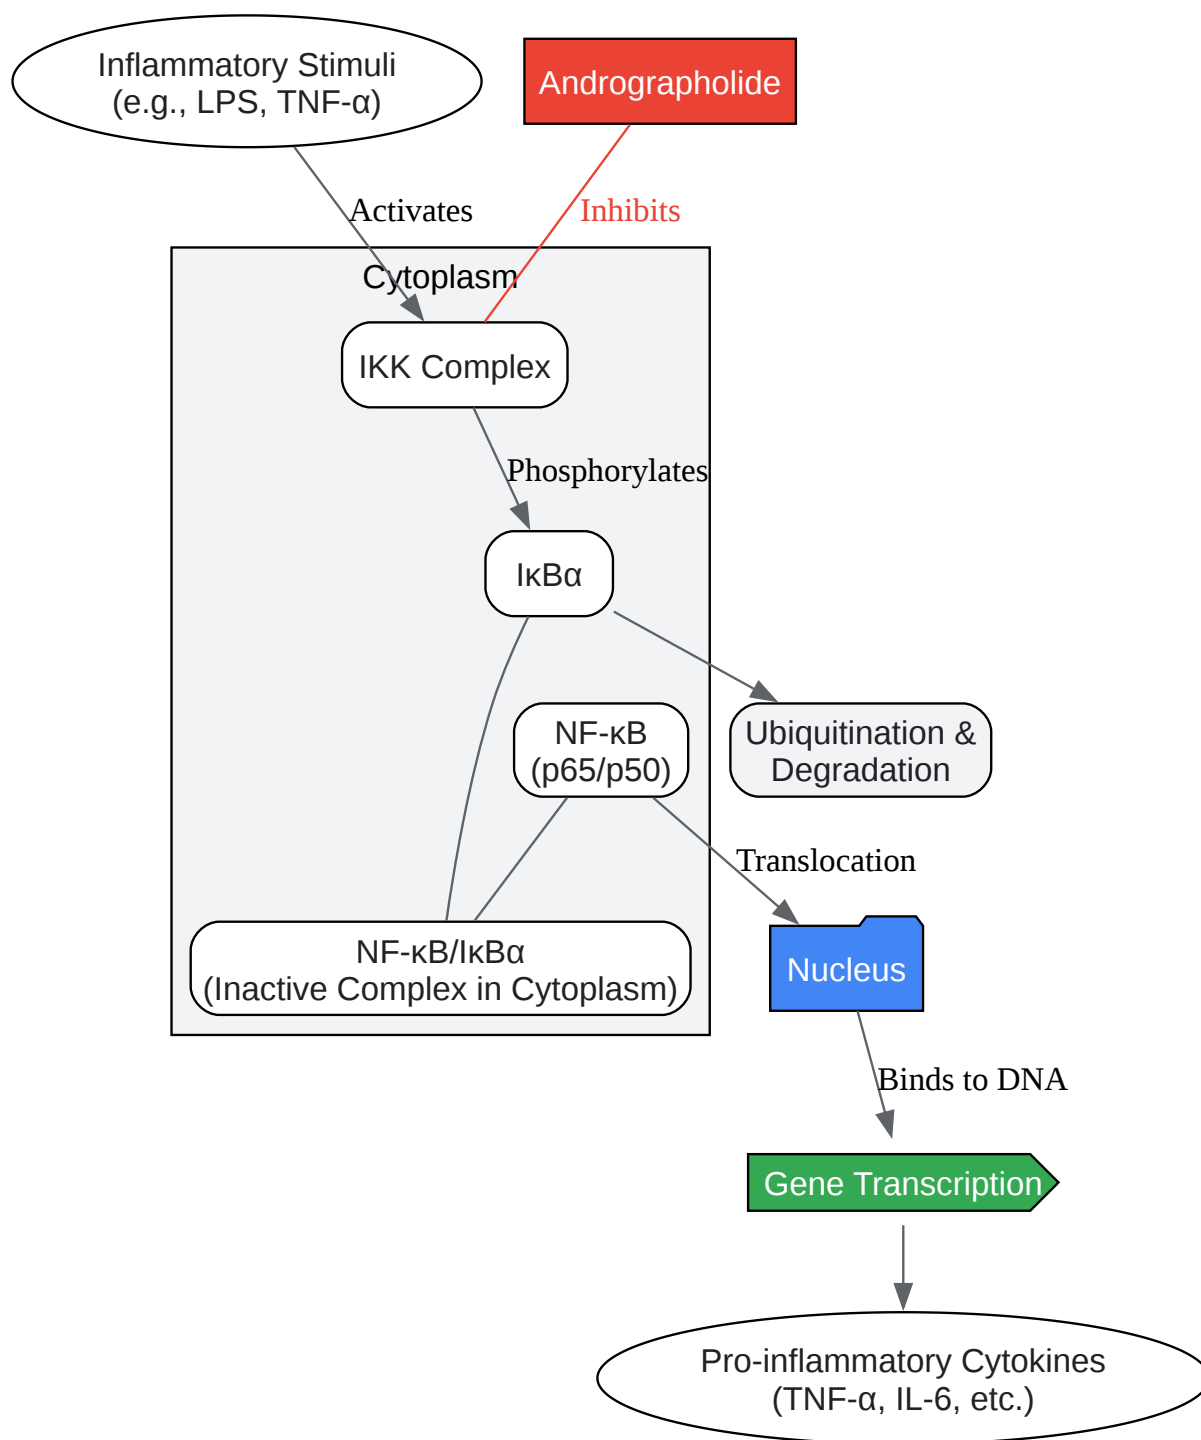 Inflammatory Stimuli
(e.g., LPS, TNF-α)
Andrographolide
Activates
Inhibits
Cytoplasm
IKK Complex
Phosphorylates
IκBα
NF-κB
(p65/p50)
Ubiquitination &
Degradation
Translocation
NF-κB/IκBα
(Inactive Complex in Cytoplasm)
Nucleus
Binds to DNA
Gene Transcription
Pro-inflammatory Cytokines
(TNF-α, IL-6, etc.)